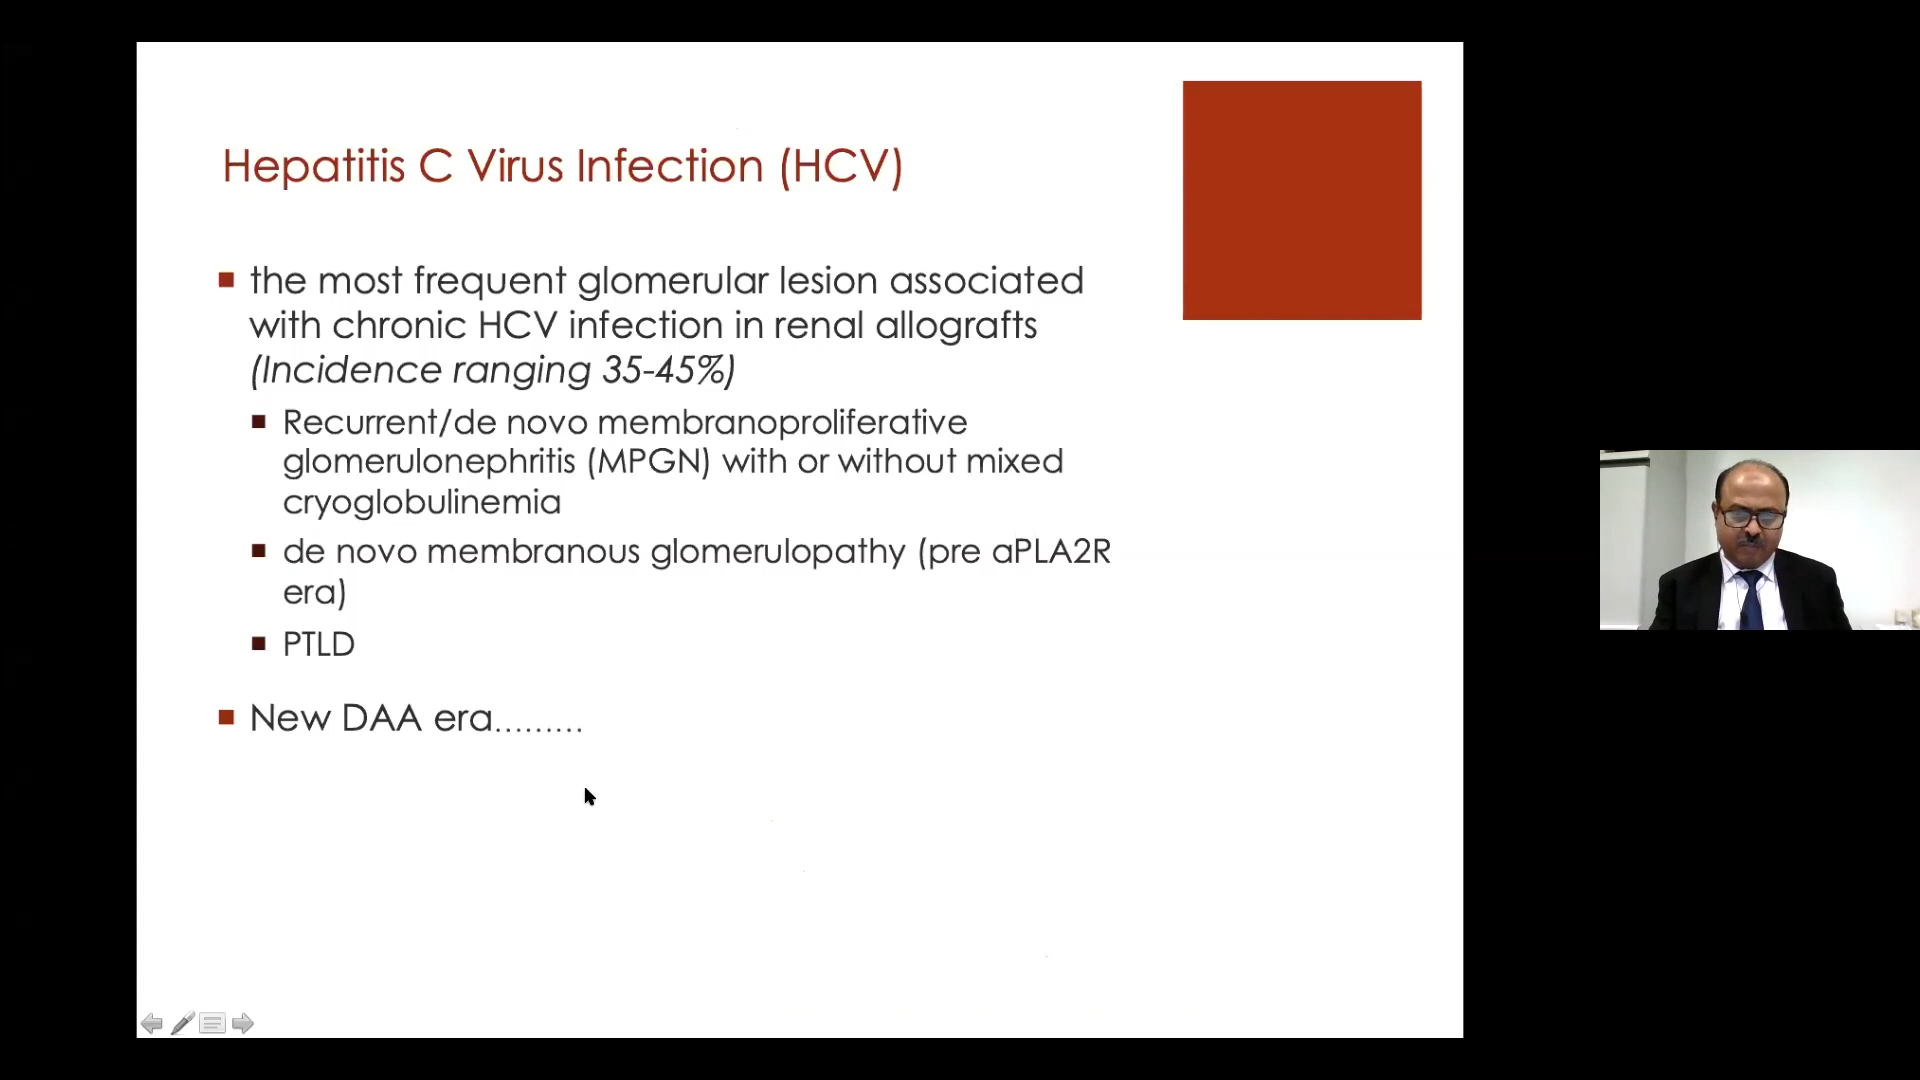 Hepatitis C Virus Infection (HCV)
the most frequent glomerular lesion associated
with chronic HCV infection in renal allografts
(Incidence ranging 35-45%)
Recurrent/de novo membranoproliferative
glomerulonephritis (MPGN) with or without mixed
cryoglobulinemia
de novo membranous glomerulopathy (pre aPLA2R
era)
PTLD
New DAA era.........